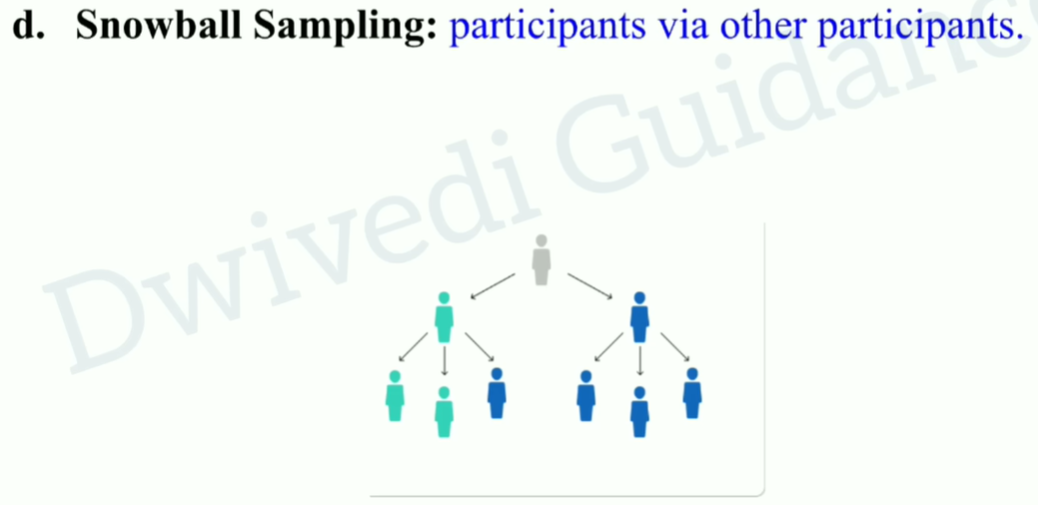 d. Snowball Sampling: participants via other participants.
Dwivedi Guidanc